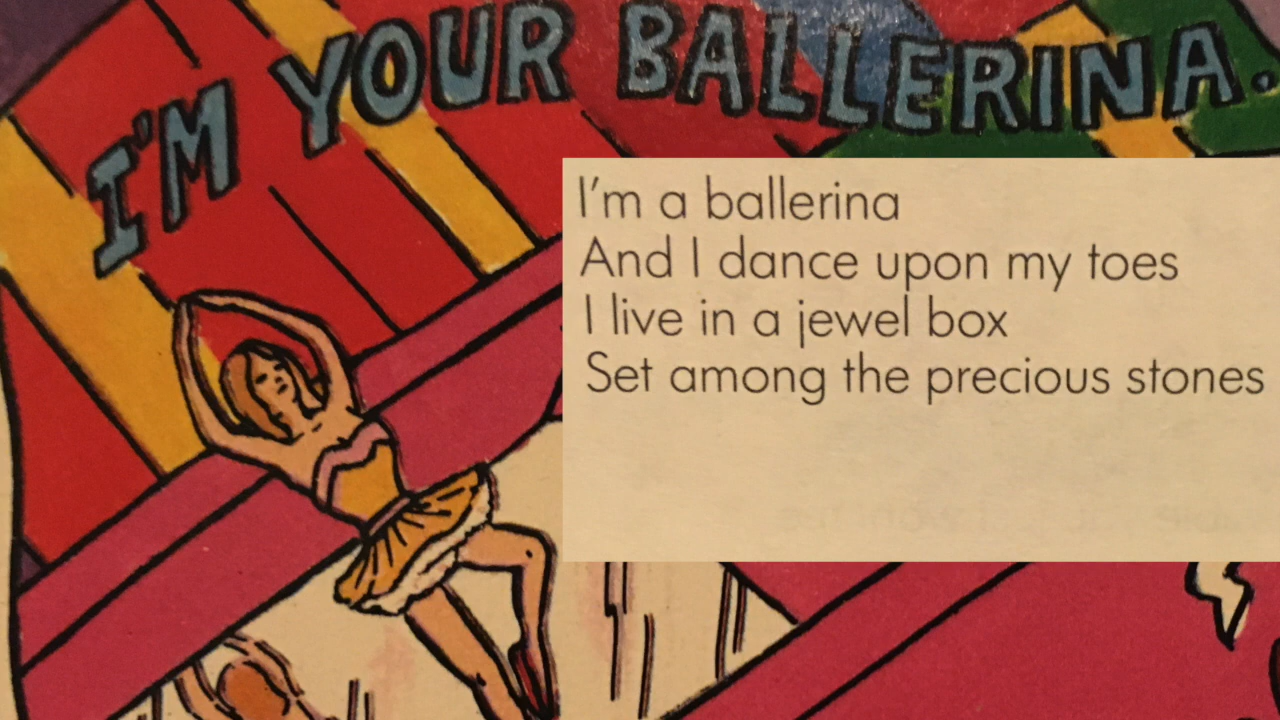 I'M YOUR BALLERINA.
I'm a ballerina
And I dance upon my toes
I live in a jewel box
Set among the precious stones